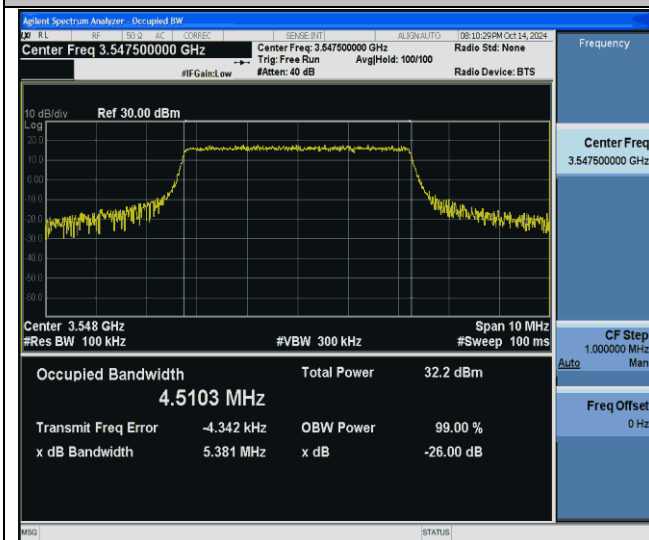 Agilent Spectrum Analyzer - Occupied BW
RL RF 50 Ω AC CORREC SENSE:INT ALIGNAUTO 08:10:29PM Oct 14, 2024
Center Freq 3.547500000 GHz Center Freq: 3.547500000 GHz Radio Std: None Frequency
Trig: Free Run Avg|Hold: 100/100
#IFGain:Low #Atten: 40 dB Radio Device: BTS
10 dB/div Ref 30.00 dBm
Log
20.0
10.0
0.00
-10.0
-20.0
-30.0
-40.0
-50.0
-60.0
Center Freq
3.547500000 GHz
Center 3.548 GHz Span 10 MHz
#Res BW 100 kHz #VBW 300 kHz #Sweep 100 ms
CF Step
1.000000 MHz
Auto Man
Occupied Bandwidth Total Power 32.2 dBm
4.5103 MHz
Freq Offset
0 Hz
Transmit Freq Error -4.342 kHz OBW Power 99.00 %
x dB Bandwidth 5.381 MHz x dB -26.00 dB
MSG STATUS